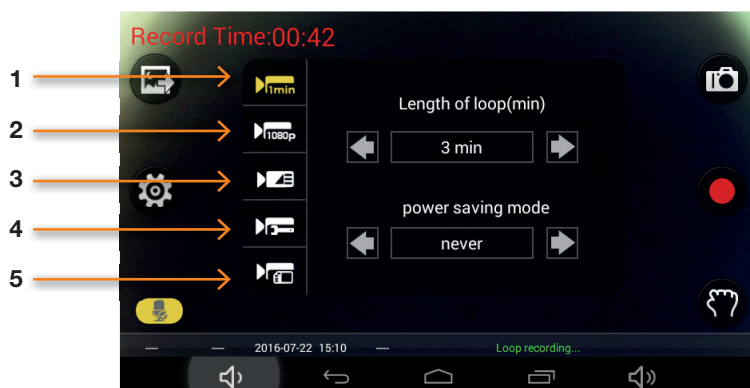 Record Time:00:42
1
1min
Length of loop(min)
2
1080p
3 min
3
power saving mode
4
never
5
---- ---- 2016-07-22 15:10 ---- Loop recording...